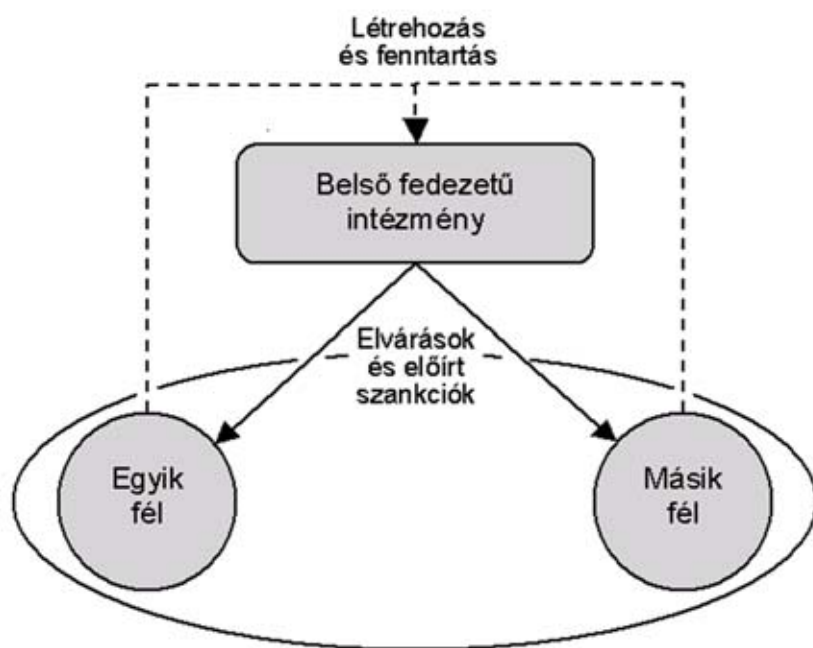 Létrehozás
és fenntartás
Belső fedezetű
intézmény
Elvárások
és előírt
szankciók
Egyik
fél
Másik
fél